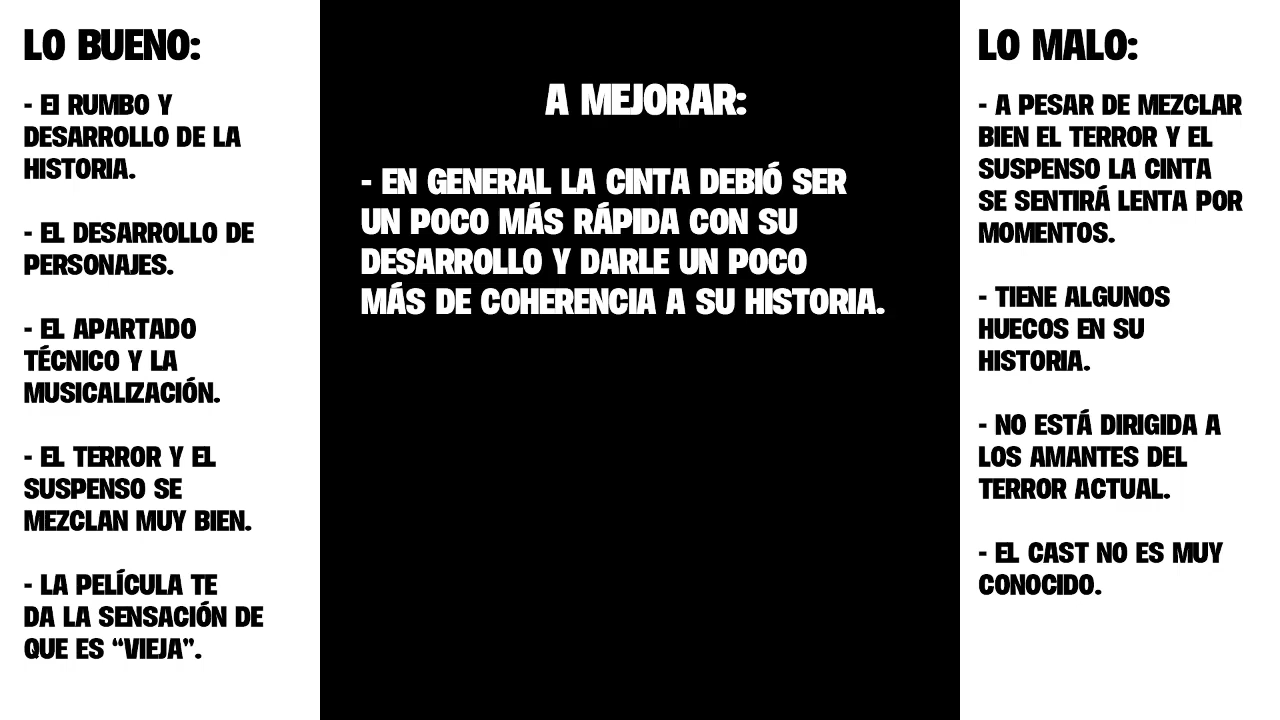 LO BUENO:
- El RUMBO Y
DESARROLLO DE LA
HISTORIA.
- EL DESARROLLO DE
PERSONAJES.
- EL APARTADO
TÉCNICO Y LA
MUSICALIZACIÓN.
- EL TERROR Y EL
SUSPENSO SE
MEZCLAN MUY BIEN.
- LA PELÍCULA TE
DA LA SENSACIÓN DE
QUE ES “VIEJA”.
A MEJORAR:
- EN GENERAL LA CINTA DEBIÓ SER
UN POCO MÁS RÁPIDA CON SU
DESARROLLO Y DARLE UN POCO
MÁS DE COHERENCIA A SU HISTORIA.
LO MALO:
- A PESAR DE MEZCLAR
BIEN EL TERROR Y EL
SUSPENSO LA CINTA
SE SENTIRÁ LENTA POR
MOMENTOS.
- TIENE ALGUNOS
HUECOS EN SU
HISTORIA.
- NO ESTÁ DIRIGIDA A
LOS AMANTES DEL
TERROR ACTUAL.
- EL CAST NO ES MUY
CONOCIDO.